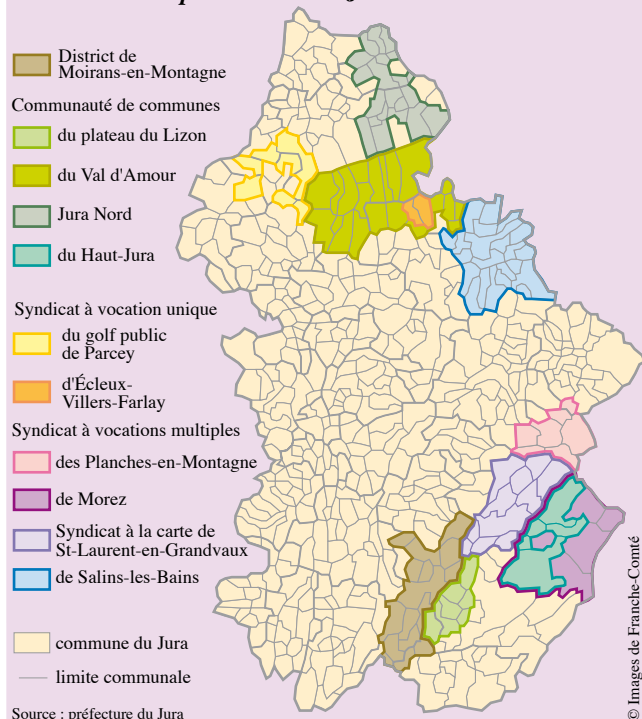 District de
Moirans-en-Montagne
Communauté de communes
du plateau du Lizon
du Val d'Amour
Jura Nord
du Haut-Jura
Syndicat à vocation unique
du golf public
de Parcey
d'Écleux-
Villers-Farlay
Syndicat à vocations multiples
des Planches-en-Montagne
de Morez
Syndicat à la carte de
St-Laurent-en-Grandvaux
de Salins-les-Bains
commune du Jura
limite communale
Source : préfecture du Jura
© Images de Franche-Comté